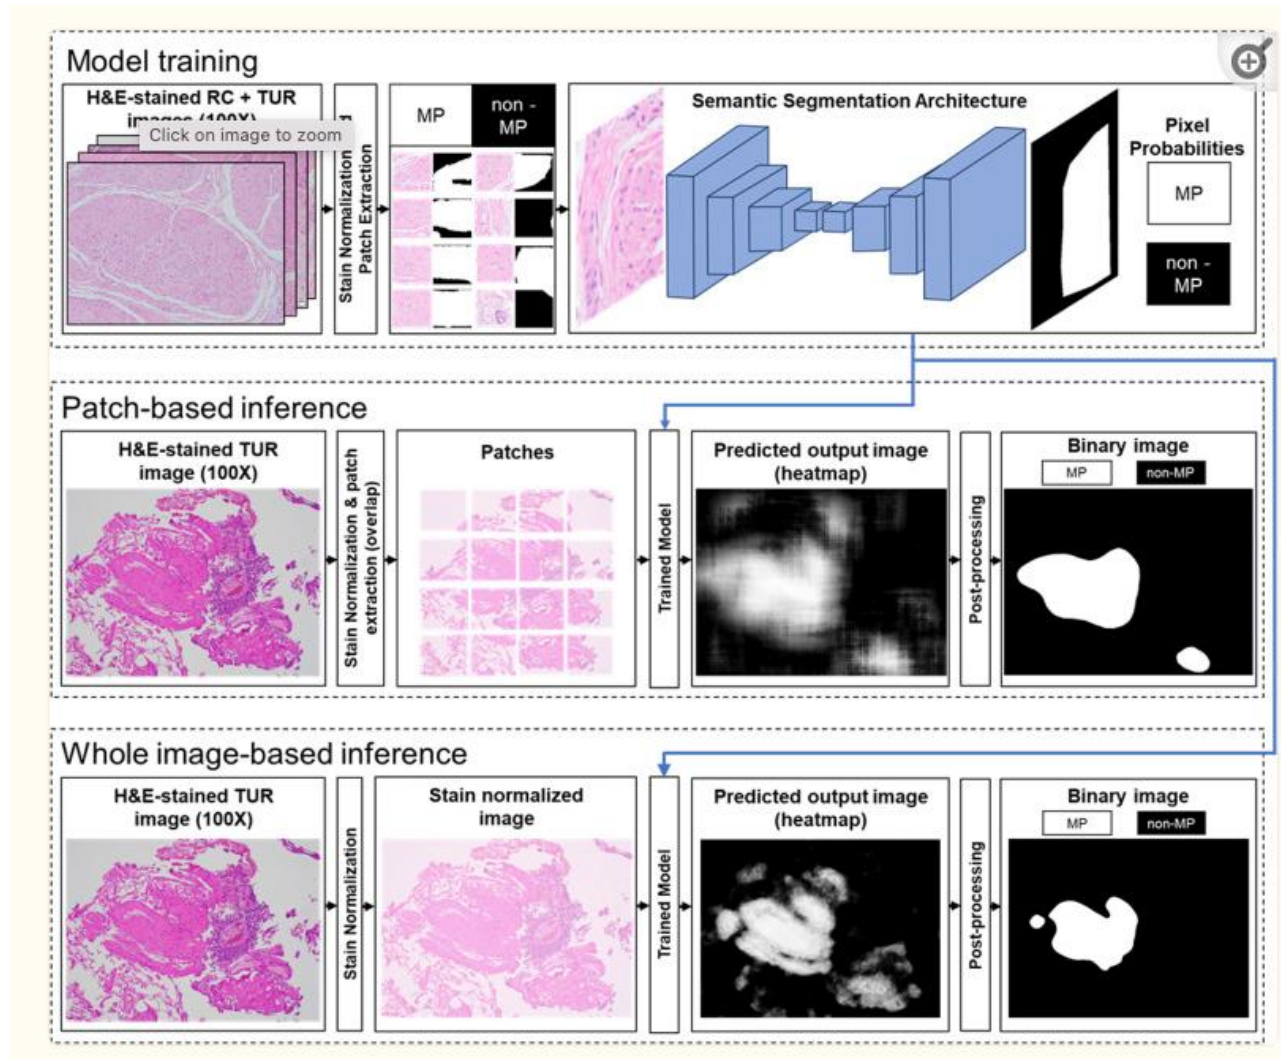 Model training
H&E-stained RC + TUR
images (100X)
Click on image to zoom
Stain Normalization
Patch Extraction
MP
non -
MP
Semantic Segmentation Architecture
Pixel
Probabilities
MP
non -
MP
Patch-based inference
H&E-stained TUR
image (100X)
Stain Normalization & patch
extraction (overlap)
Patches
Trained Model
Predicted output image
(heatmap)
Post-processing
Binary image
MP
non-MP
Whole image-based inference
H&E-stained TUR
image (100X)
Stain Normalization
Stain normalized
image
Trained Model
Predicted output image
(heatmap)
Post-processing
Binary image
MP
non-MP